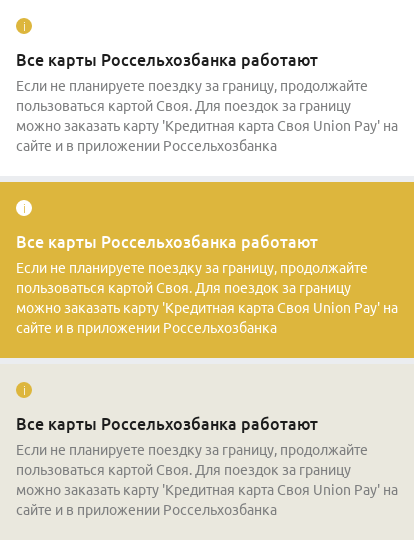 Все карты Россельхозбанка работают
Если не планируете поездку за границу, продолжайте
пользоваться картой Своя. Для поездок за границу
можно заказать карту 'Кредитная карта Своя Union Pay' на
сайте и в приложении Россельхозбанка
Все карты Россельхозбанка работают
Если не планируете поездку за границу, продолжайте
пользоваться картой Своя. Для поездок за границу
можно заказать карту 'Кредитная карта Своя Union Pay' на
сайте и в приложении Россельхозбанка
Все карты Россельхозбанка работают
Если не планируете поездку за границу, продолжайте
пользоваться картой Своя. Для поездок за границу
можно заказать карту 'Кредитная карта Своя Union Pay' на
сайте и в приложении Россельхозбанка